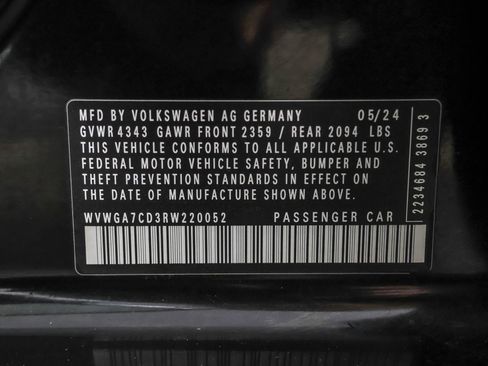 MFD BY VOLKSWAGEN AG GERMANY 05/24
GVWR 4343 GAWR FRONT 2359 / REAR 2094 LBS
THIS VEHICLE CONFORMS TO ALL APPLICABLE U.S.
FEDERAL MOTOR VEHICLE SAFETY, BUMPER AND
THEFT PREVENTION STANDARDS IN EFFECT ON
THE DATE OF MANUFACTURE SHOWN ABOVE.
WVWGA7CD3RW220052 PASSENGER CAR
2234684 3869 3